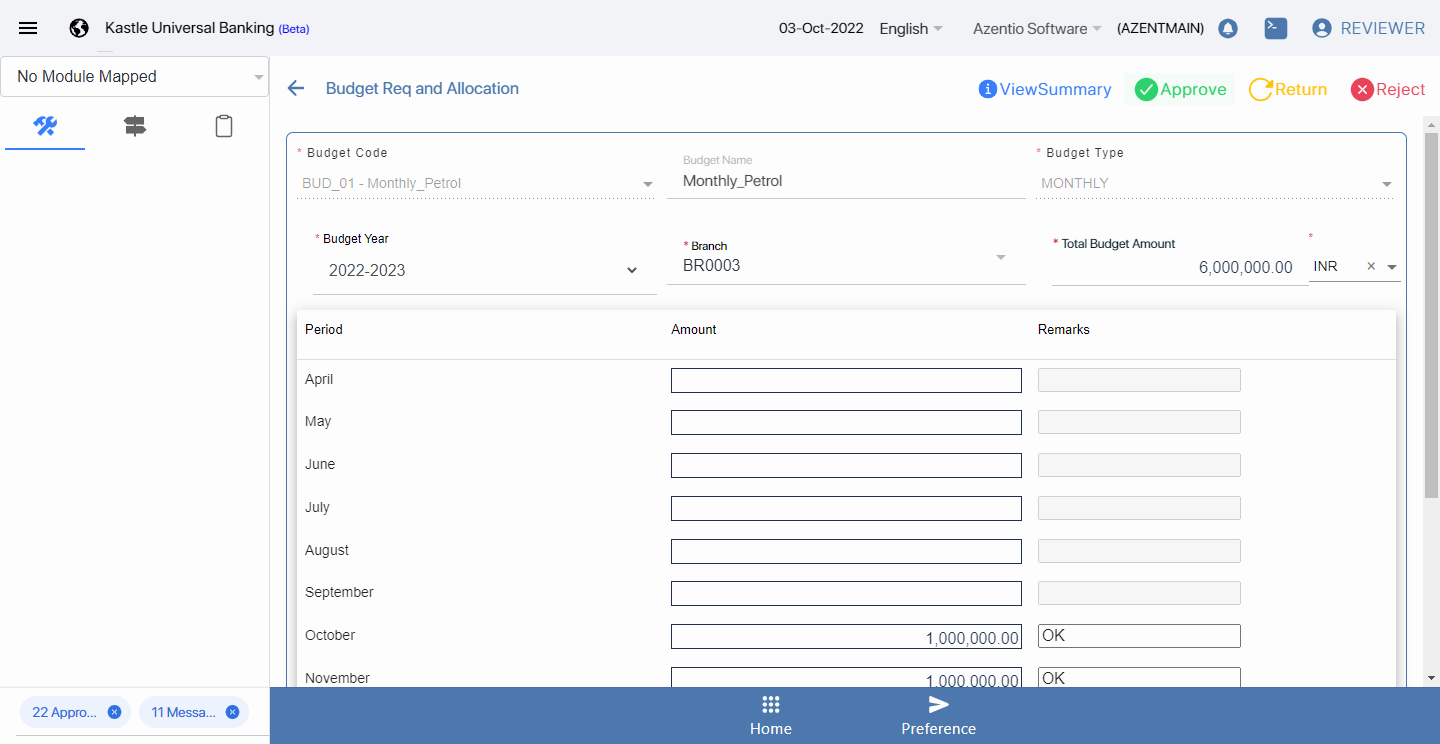 Kastle Universal Banking (Beta)
03-Oct-2022 English Azentio Software (AZENTMAIN) REVIEWER
No Module Mapped
Budget Req and Allocation
ViewSummary Approve Return Reject
* Budget Code
BUD_01 - Monthly_Petrol
Budget Name
Monthly_Petrol
* Budget Type
MONTHLY
* Budget Year
2022-2023
* Branch
BR0003
* Total Budget Amount
6,000,000.00
*
INR ×
Period Amount Remarks
April
May
June
July
August
September
October 1,000,000.00 OK
November 1,000,000.00 OK
22 Appro... 11 Messa...
Home Preference